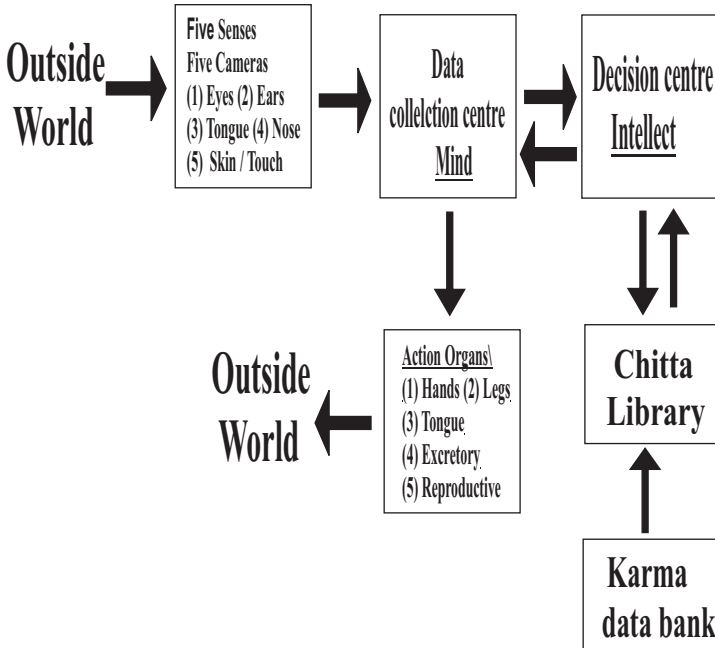 Outside
World
Five Senses
Five Cameras
(1) Eyes (2) Ears
(3) Tongue (4) Nose
(5) Skin / Touch
Data
collelction centre
Mind
Decision centre
Intellect
Action Organs\
(1) Hands (2) Legs
(3) Tongue
(4) Excretory
(5) Reproductive
Outside
World
Chitta
Library
Karma
data bank